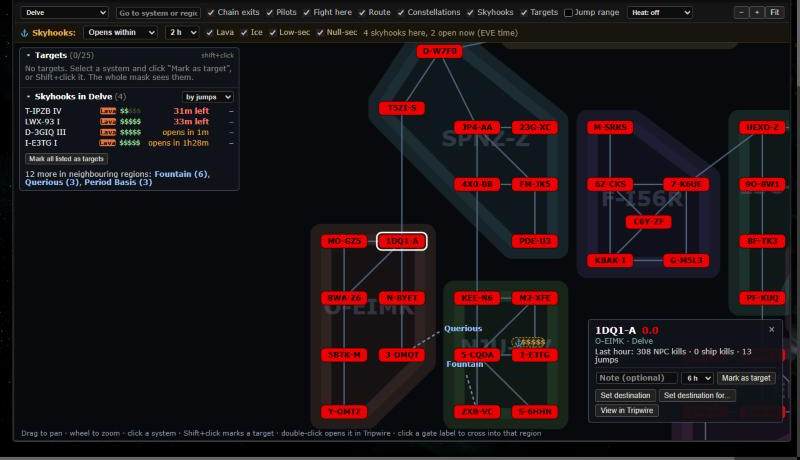 Delve Go to system or regic Chain exits Pilots Fight here Route Constellations Skyhooks Targets Jump range Heat: off − + Fit
Skyhooks: Opens within 2 h Lava Ice Low-sec Null-sec 4 skyhooks here, 2 open now (EVE time)
Targets (0/25) shift+click
No targets. Select a system and click "Mark as target",
or Shift+click it. The whole mask sees them.
Skyhooks in Delve (4) by jumps
T-IPZB IV Lava $$$$$ 31m left –
LWX-93 I Lava $$$$$ 33m left –
D-3GIQ III Lava $$$$$ opens in 1m –
I-E3TG I Lava $$$$$ opens in 1h28m –
Mark all listed as targets
12 more in neighbouring regions: Fountain (6),
Querious (3), Period Basis (3)
D-W7F0
T5ZI-S
JP4-AA 23G-XC
4X0-8B FM-JK5
PDE-U3
M-SRKS
6Z-CKS 7-K6UE
F-I56R
C6Y-ZF
K8AK-I G-M5L3
UEXO-Z
9O-8W1
BF-TK3
PF-KUQ
MO-GZ5 1DQ1-A
8WA-Z6 N-8YET
O-EIMK
5BTK-M 3-DMQT
Y-OMTZ
KEE-N6 M2-XFE
Querious
$$$$$
5-CQDA I-E3TG
Fountain
ZXB-VC S-6HHN
1DQ1-A 0.0 ×
O-EIMK · Delve
Last hour: 308 NPC kills · 0 ship kills · 13
jumps
Note (optional) 6 h Mark as target
Set destination Set destination for...
View in Tripwire
Drag to pan · wheel to zoom · click a system · Shift+click marks a target · double-click opens it in Tripwire · click a gate label to cross into that region